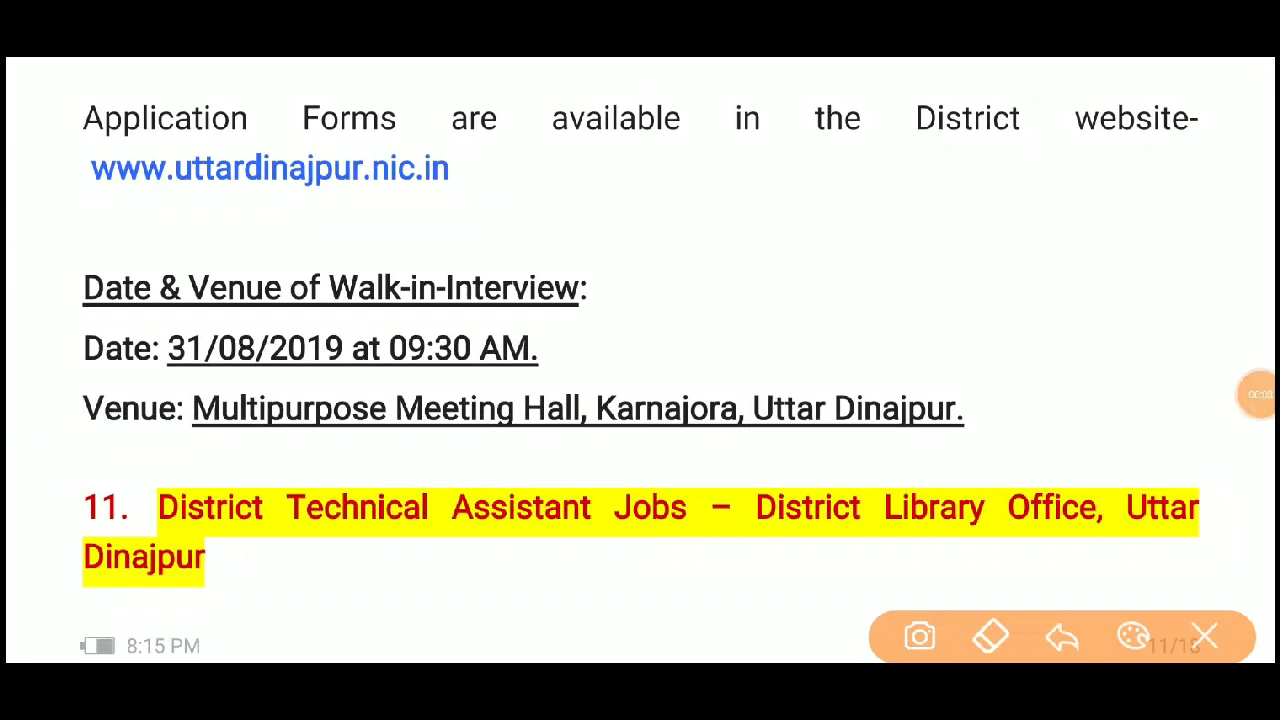 Application Forms are available in the District website-
www.uttardinajpur.nic.in
Date & Venue of Walk-in-Interview:
Date: 31/08/2019 at 09:30 AM.
Venue: Multipurpose Meeting Hall, Karnajora, Uttar Dinajpur.
11. District Technical Assistant Jobs – District Library Office, Uttar
Dinajpur
8:15 PM